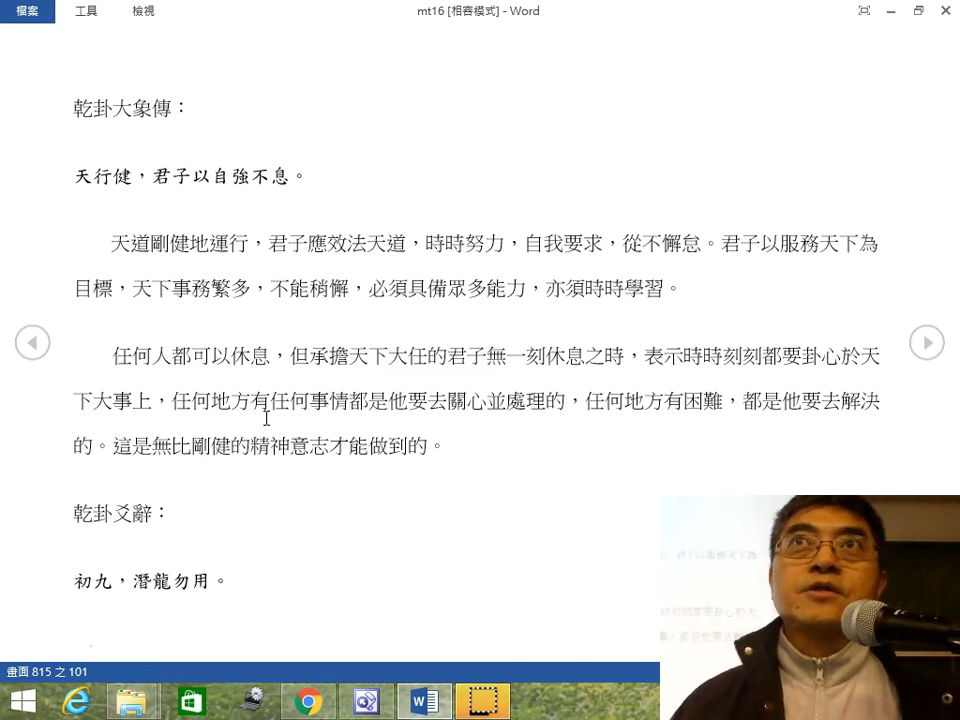 檔案 工具 檢視 mt16 [相容模式] - Word
乾卦大象傳：
天行健，君子以自強不息。
天道剛健地運行，君子應效法天道，時時努力，自我要求，從不懈怠。君子以服務天下為
目標，天下事務繁多，不能稍懈，必須具備眾多能力，亦須時時學習。
任何人都可以休息，但承擔天下大任的君子無一刻休息之時，表示時時刻刻都要卦心於天
下大事上，任何地方有任何事情都是他要去關心並處理的，任何地方有困難，都是他要去解決
的。這是無比剛健的精神意志才能做到的。
乾卦爻辭：
初九，潛龍勿用。
畫面 815 之 101